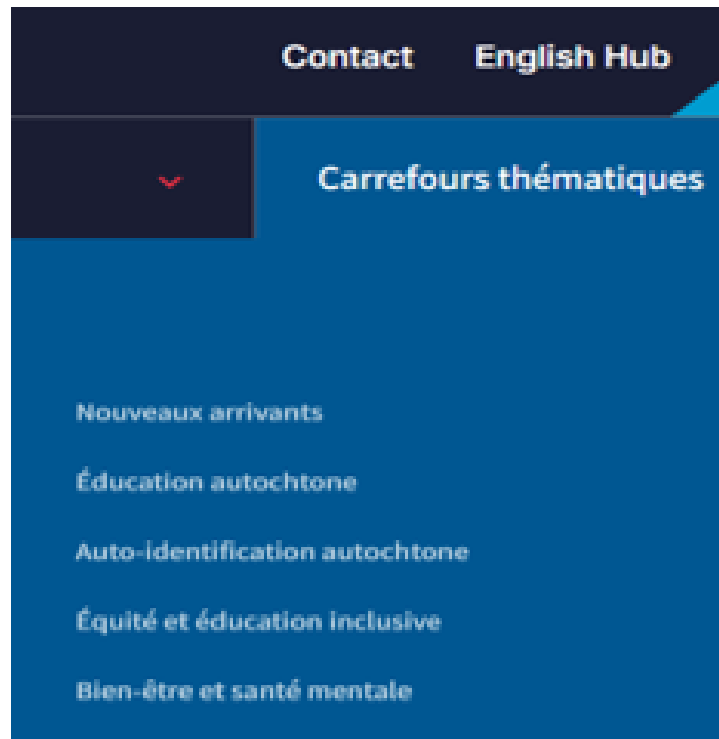 Contact English Hub
Carrefours thématiques
Nouveaux arrivants
Éducation autochtone
Auto-identification autochtone
Équité et éducation inclusive
Bien-être et santé mentale